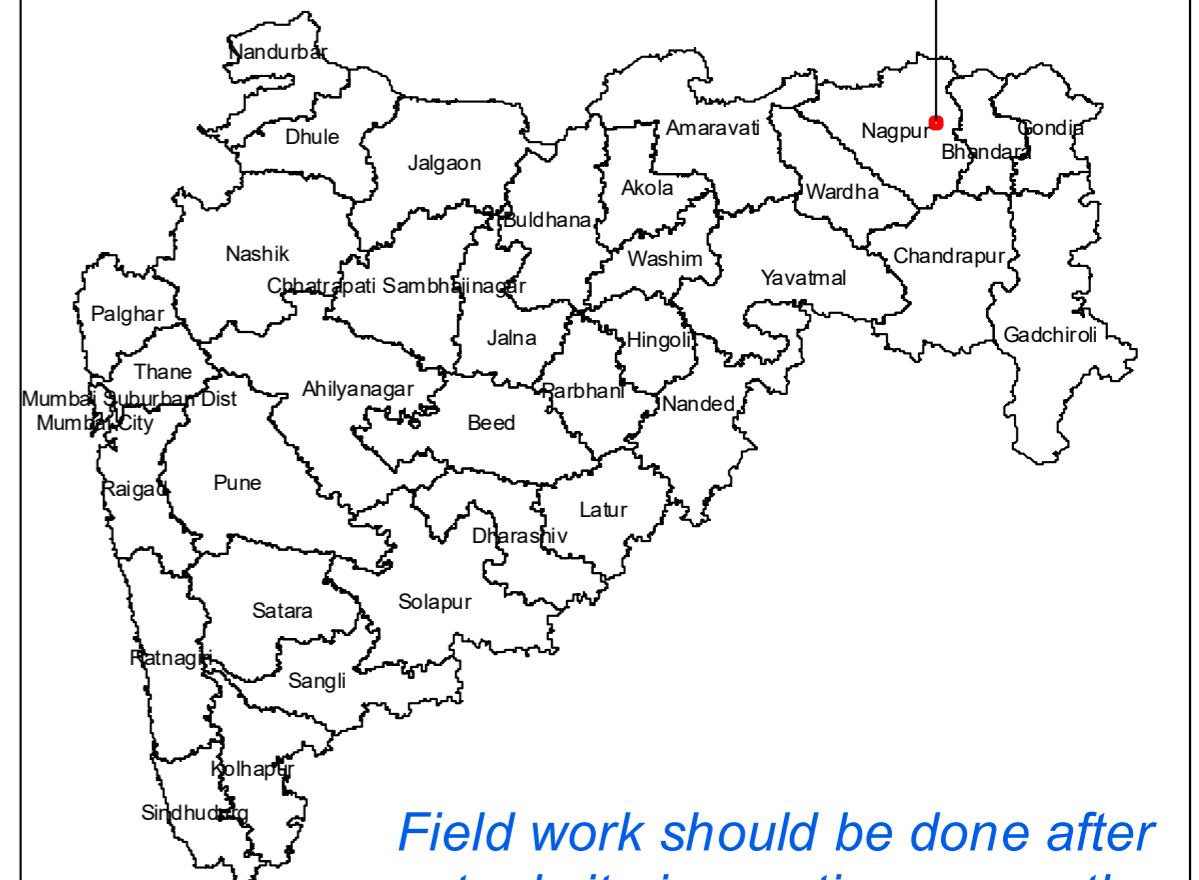 Nandurbar
Dhule
Jalgaon
Amaravati
Nagpur
Gondia
Bhandara
Akola
Wardha
Buldhana
Nashik
Washim
Chandrapur
Chhatrapati Sambhajinagar
Yavatmal
Palghar
Jalna
Hingoli
Gadchiroli
Thane
Ahilyanagar
Parbhani
Mumbai Suburban Dist
Nanded
Mumbai City
Beed
Raigad
Pune
Latur
Dharashiv
Satara
Solapur
Ratnagiri
Sangli
Kolhapur
Sindhudurg
Field work should be done after